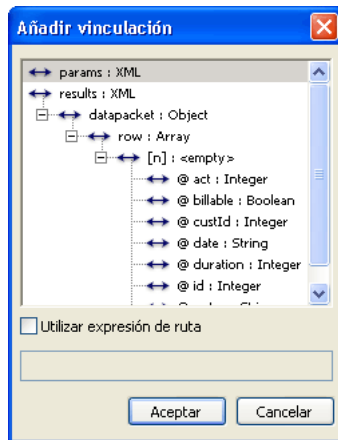 Añadir vinculación
params : XML
results : XML
datapacket : Object
row : Array
[n] : <empty>
@ act : Integer
@ billable : Boolean
@ custId : Integer
@ date : String
@ duration : Integer
@ id : Integer
Utilizar expresión de ruta
Aceptar
Cancelar